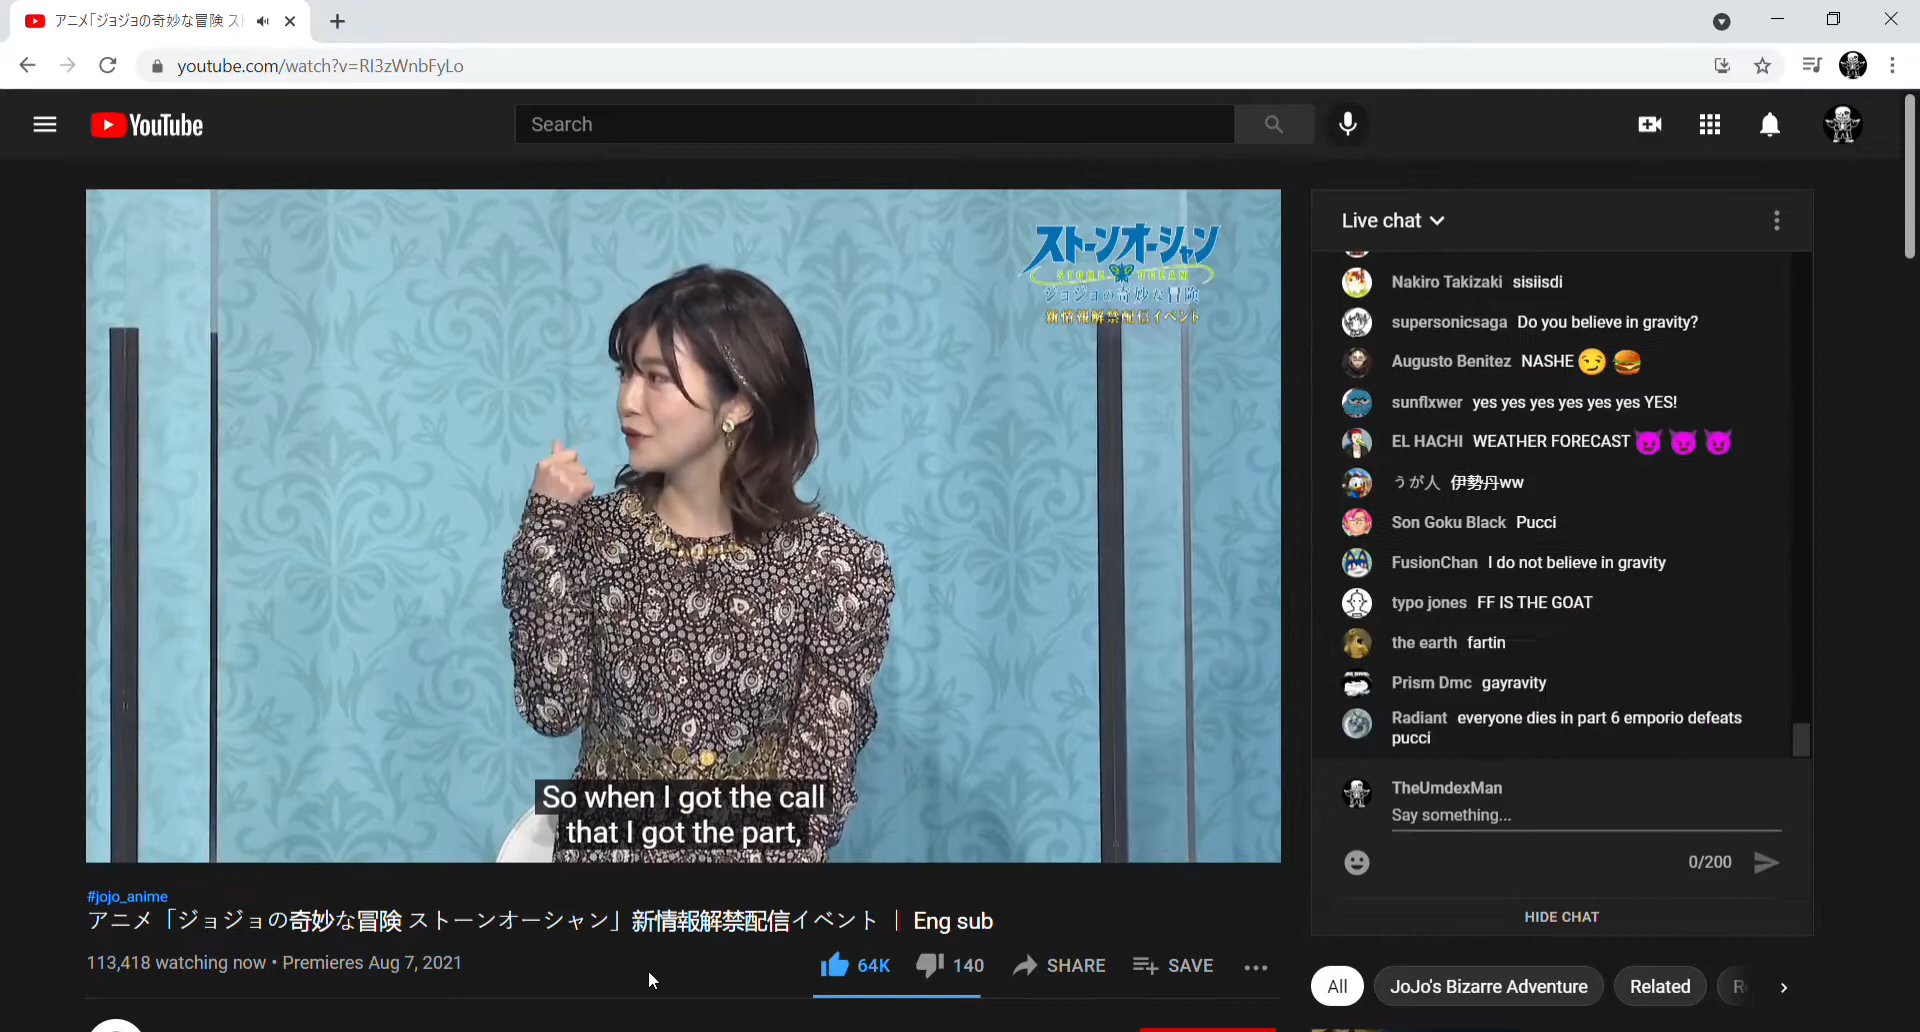 アニメ「ジョジョの奇妙な冒険 ス
youtube.com/watch?v=RI3zWnbFyLo
YouTube
Search
ストーンオーシャン
STONE OCEAN
ジョジョの奇妙な冒険
新情報解禁配信イベント
So when I got the call
that I got the part,
#jojo_anime
アニメ「ジョジョの奇妙な冒険 ストーンオーシャン」新情報解禁配信イベント ｜ Eng sub
113,418 watching now • Premieres Aug 7, 2021
64K 140 SHARE SAVE
Live chat
Nakiro Takizaki sisiisdi
supersonicsaga Do you believe in gravity?
Augusto Benitez NASHE😏🍔
sunflxwer yes yes yes yes yes yes YES!
EL HACHI WEATHER FORECAST😈😈😈
うが人 伊勢丹ww
Son Goku Black Pucci
FusionChan I do not believe in gravity
typo jones FF IS THE GOAT
the earth fartin
Prism Dmc gayravity
Radiant everyone dies in part 6 emporio defeats
pucci
TheUmdexMan
Say something...
0/200
HIDE CHAT
All JoJo's Bizarre Adventure Related